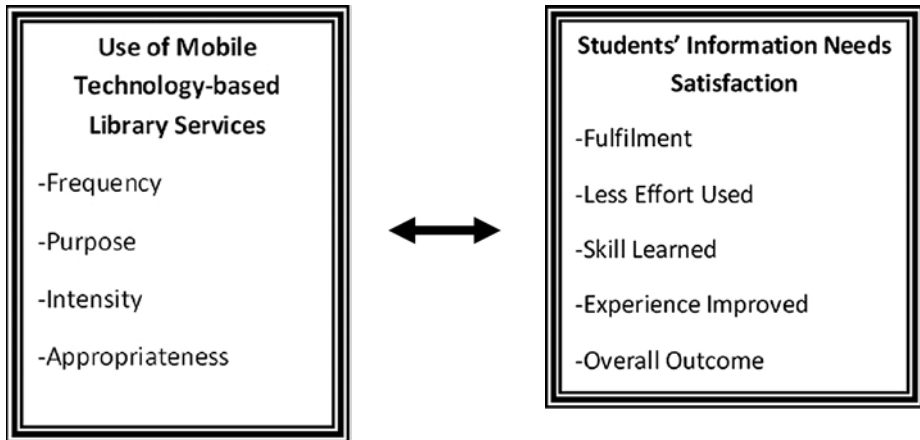 Use of Mobile
Technology-based
Library Services
-Frequency
-Purpose
-Intensity
-Appropriateness
Students’ Information Needs
Satisfaction
-Fulfilment
-Less Effort Used
-Skill Learned
-Experience Improved
-Overall Outcome